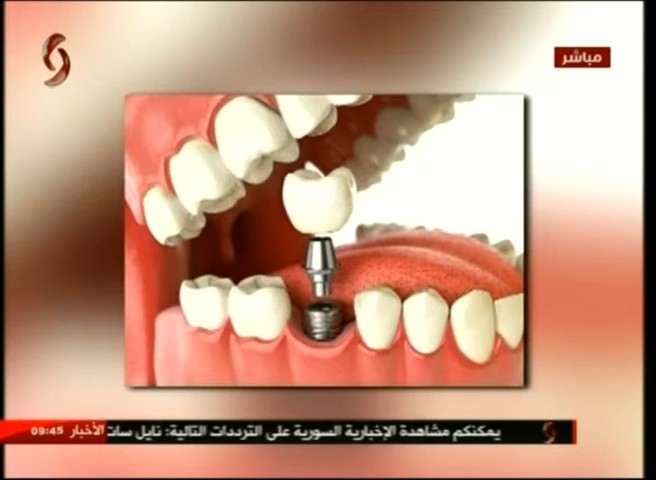 مباشر
يمكنكم مشاهدة الإخبارية السورية على الترددات التالية: نايل سات
الأخبار 09:45